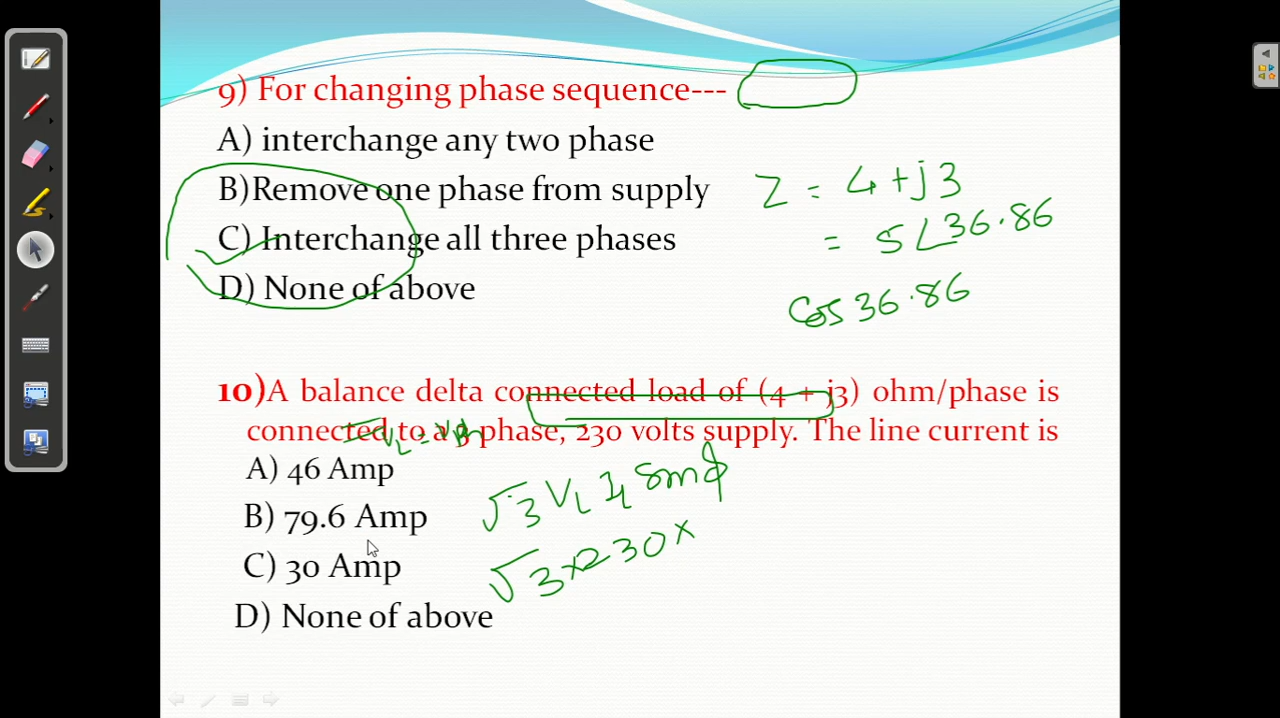 9) For changing phase sequence---
A) interchange any two phase
B)Remove one phase from supply
C) Interchange all three phases
D) None of above
Z = 4+j3
= 5∠36.86
Cos 36.86
10)A balance delta connected load of (4 + j3) ohm/phase is
connected to a 3 phase, 230 volts supply. The line current is
VL = VPh
A) 46 Amp
B) 79.6 Amp
C) 30 Amp
D) None of above
√3 VL IL Sinϕ
√3 x 230 x